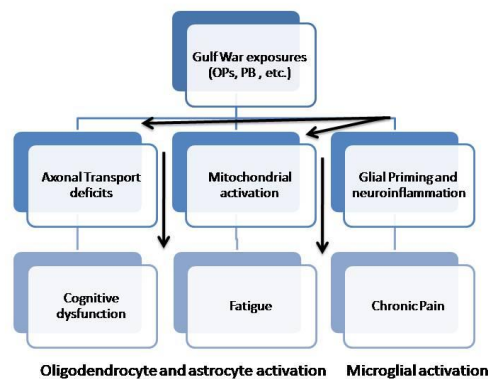 Gulf War exposures
(OPs, PB , etc.)
Axonal Transport
deficits
Mitochondrial
activation
Glial Priming and
neuroinflammation
Cognitive
dysfunction
Fatigue
Chronic Pain
Oligodendrocyte and astrocyte activation
Microglial activation